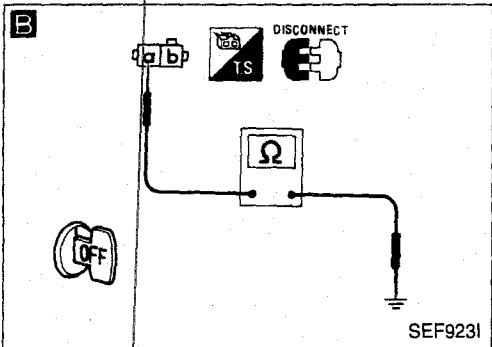 B
DISCONNECT
a b
T.S.
Ω
OFF
SEF923I